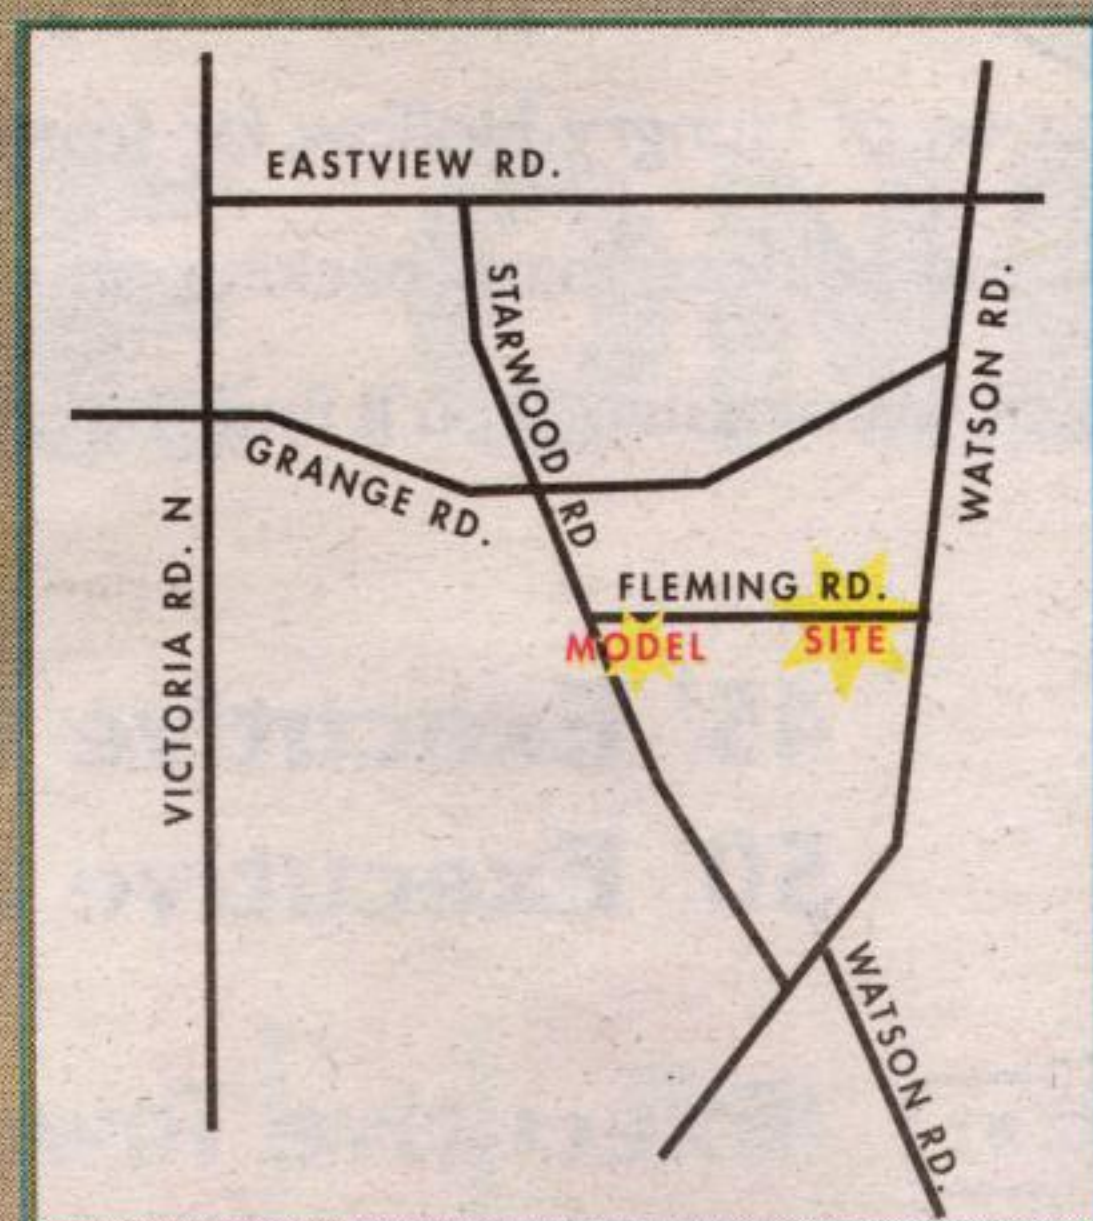 EASTVIEW RD.
STARWOOD RD
WATSON RD.
GRANGE RD.
VICTORIA RD. N
FLEMING RD.
MODEL
SITE
WATSON RD.